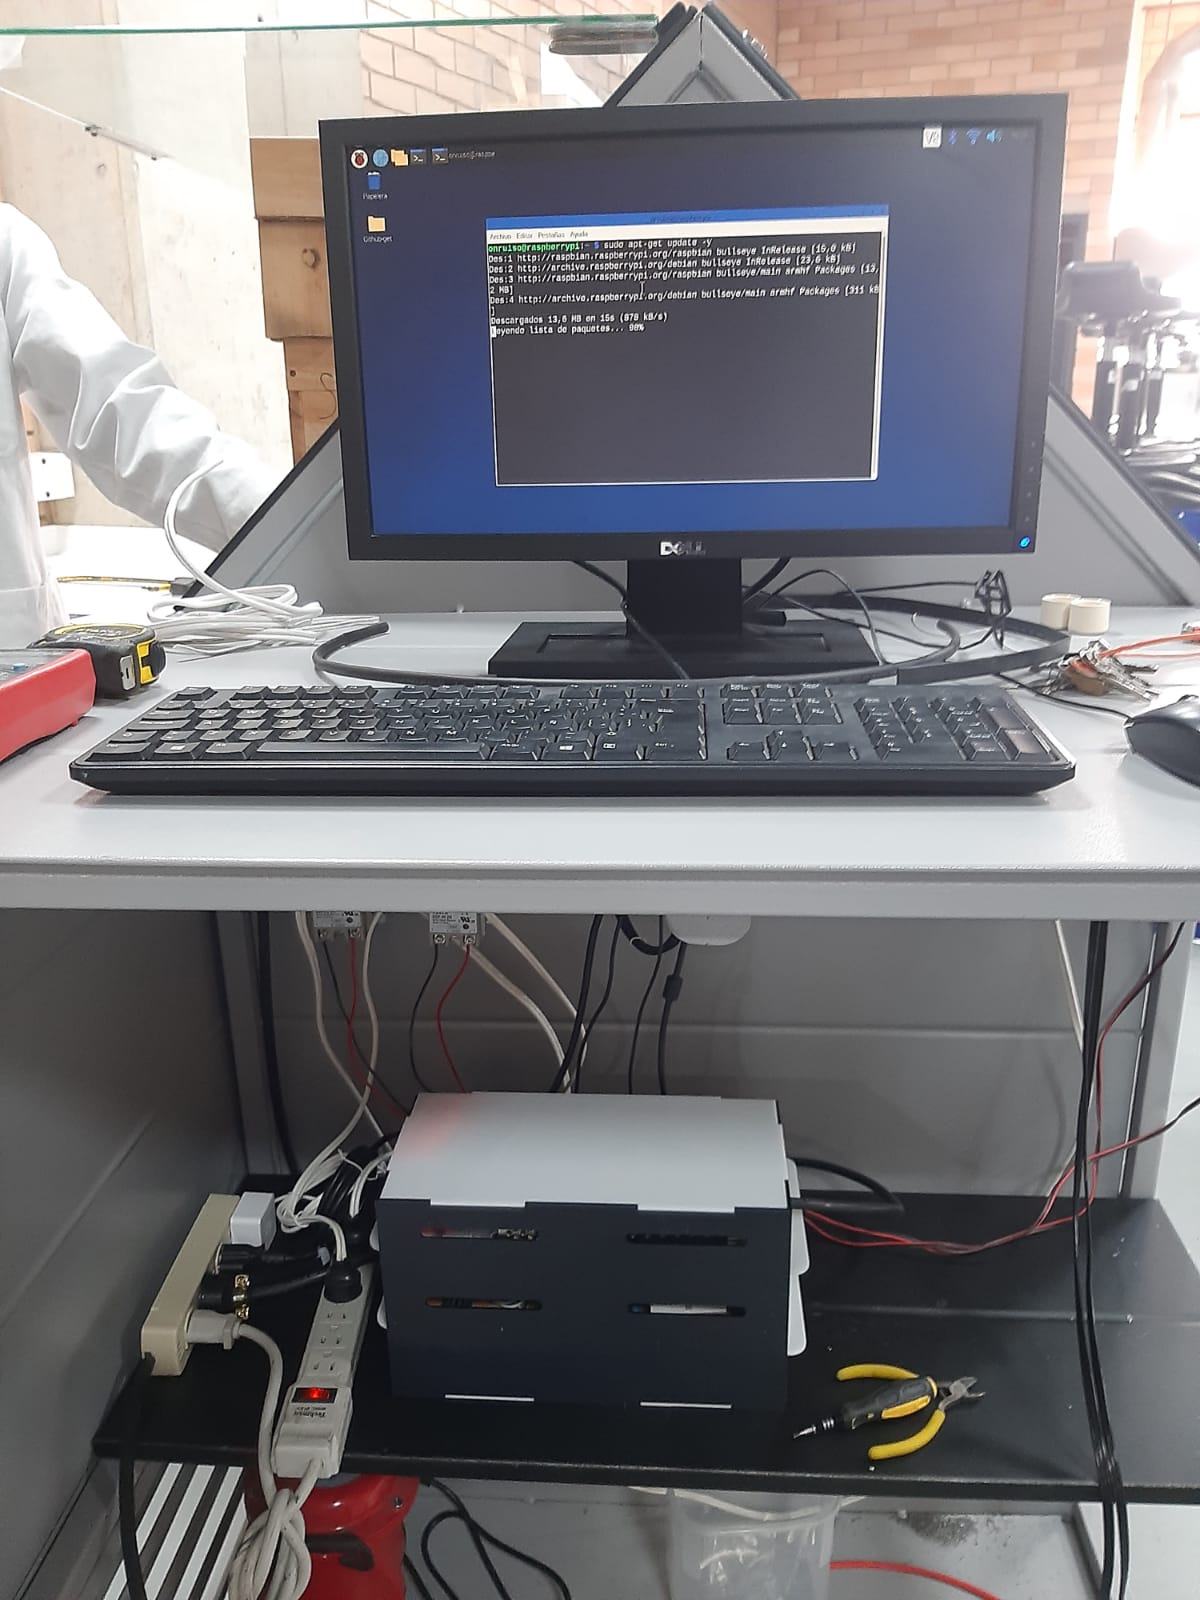 onruiso@raspbe
Papelera
Github-get
Archivo Editar Pestañas Ayuda
onruiso@raspberrypi:~ $ sudo apt-get update -y
Des:1 http://raspbian.raspberrypi.org/raspbian bullseye InRelease [15,0 kB]
Des:2 http://archive.raspberrypi.org/debian bullseye InRelease [23,6 kB]
Des:3 http://raspbian.raspberrypi.org/raspbian bullseye/main armhf Packages [13,
2 MB]
Des:4 http://archive.raspberrypi.org/debian bullseye/main armhf Packages [311 kB
]
Descargados 13,6 MB en 15s (878 kB/s)
Leyendo lista de paquetes... 98%
DELL